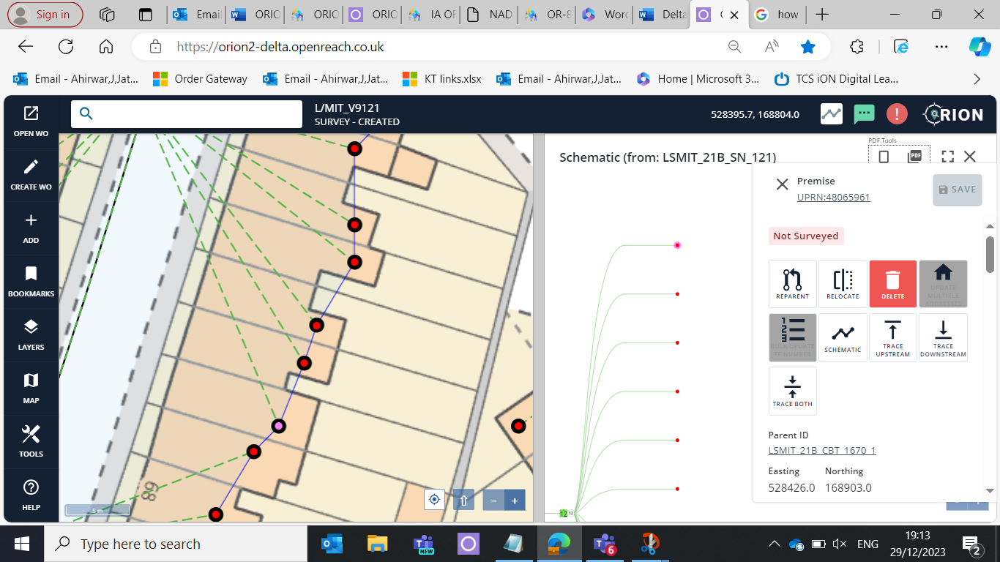 Sign in
Email
ORIC
ORIC
ORIC
IA OF
NAD
OR-8
Word
Delta
how
https://orion2-delta.openreach.co.uk
Email - Ahirwar,J,Jat...
Order Gateway
Email - Ahirwar,J,Jat...
KT links.xlsx
Email - Ahirwar,J,Jat...
Home | Microsoft 3...
TCS iON Digital Lea...
OPEN WO
CREATE WO
ADD
BOOKMARKS
LAYERS
MAP
TOOLS
HELP
L/MIT_V9121
SURVEY - CREATED
528395.7, 168804.0
ORION
68
5 m
PDF Tools
Schematic (from: LSMIT_21B_SN_121)
PDF
12
12
Premise
UPRN:48065961
SAVE
Not Surveyed
REPARENT
RELOCATE
DELETE
UPDATE MULTIPLE ADDRESSES
BULK UPDATE TF NUMBER
SCHEMATIC
TRACE UPSTREAM
TRACE DOWNSTREAM
TRACE BOTH
Parent ID
LSMIT_21B_CBT_1670_1
Easting Northing
528426.0 168903.0
Type here to search
NEW
6
ENG
19:13
29/12/2023
2